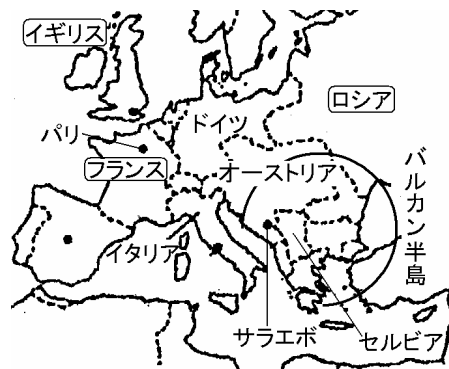 イギリス
ロシア
ドイツ
パリ
フランス
オーストリア
バルカン半島
イタリア
サラエボ
セルビア